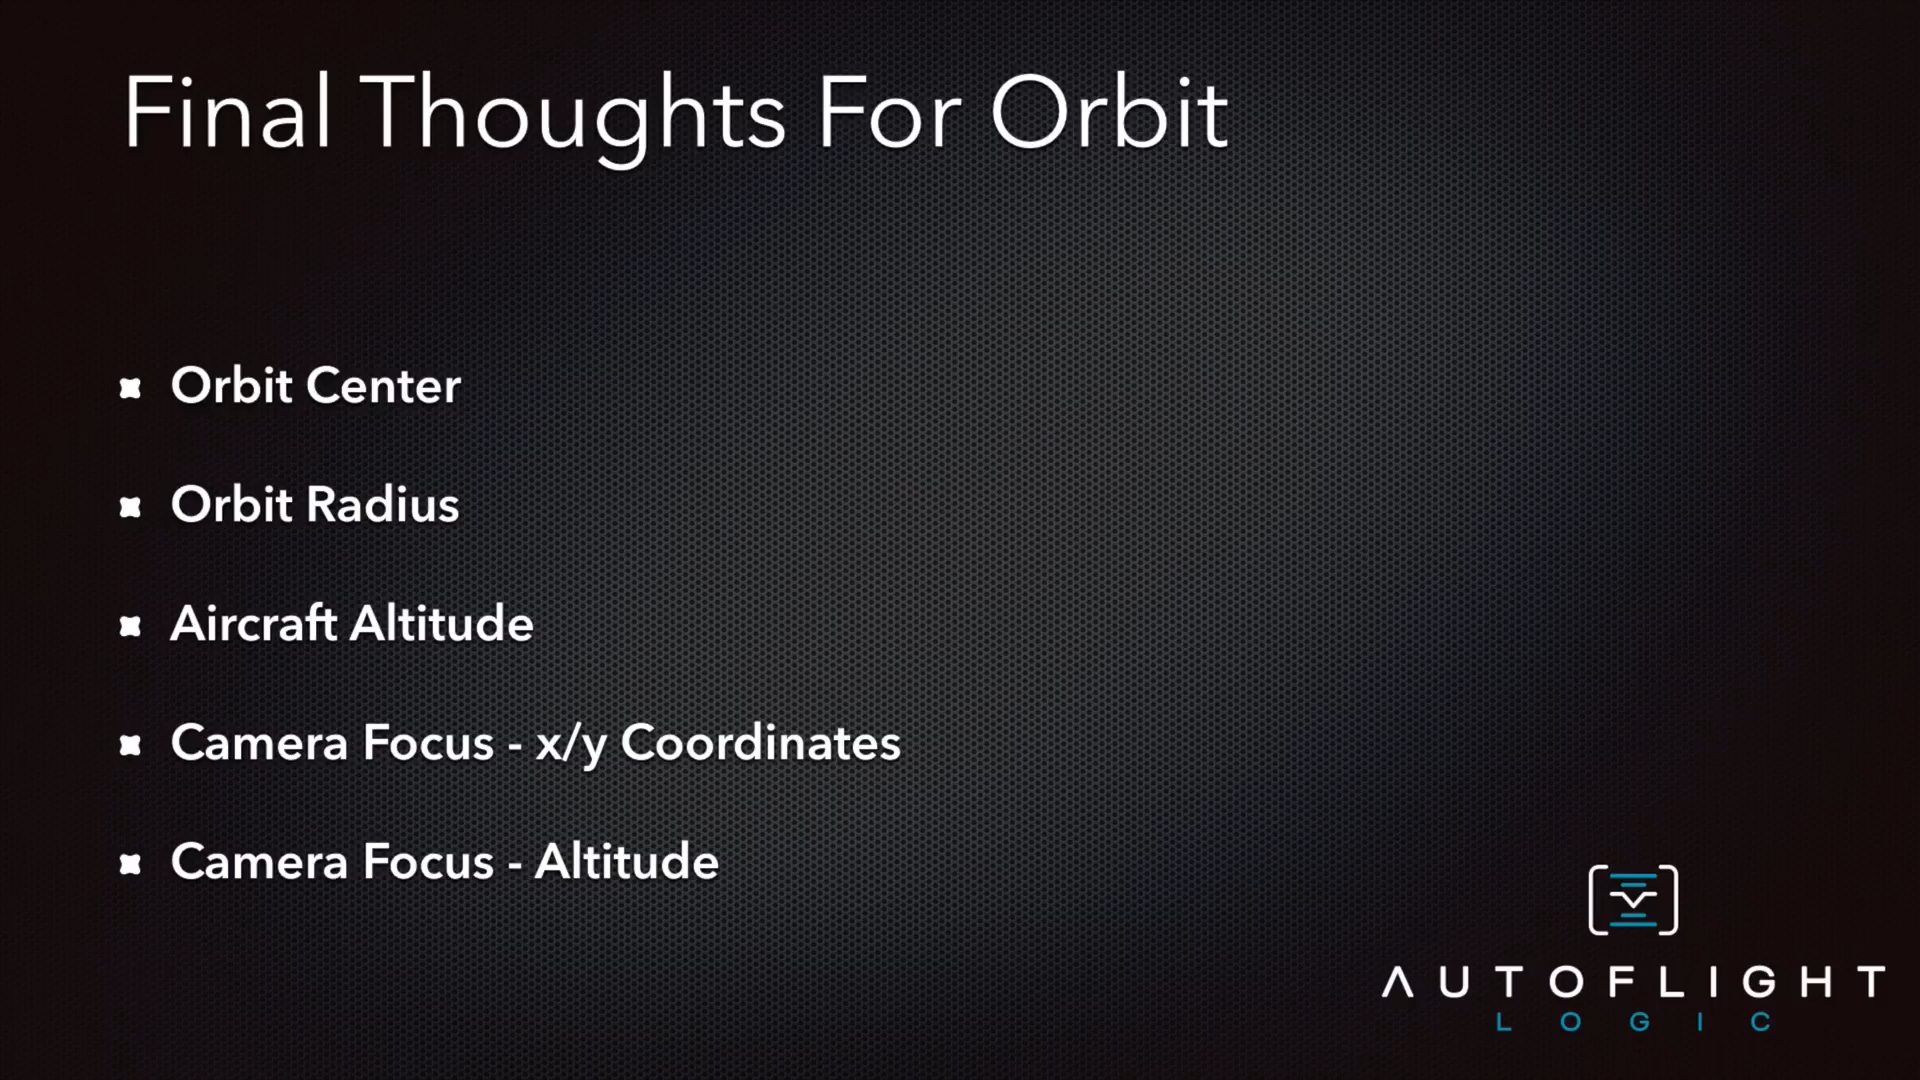 Final Thoughts For Orbit
Orbit Center
Orbit Radius
Aircraft Altitude
Camera Focus - x/y Coordinates
Camera Focus - Altitude
AUTOFLIGHT
LOGIC